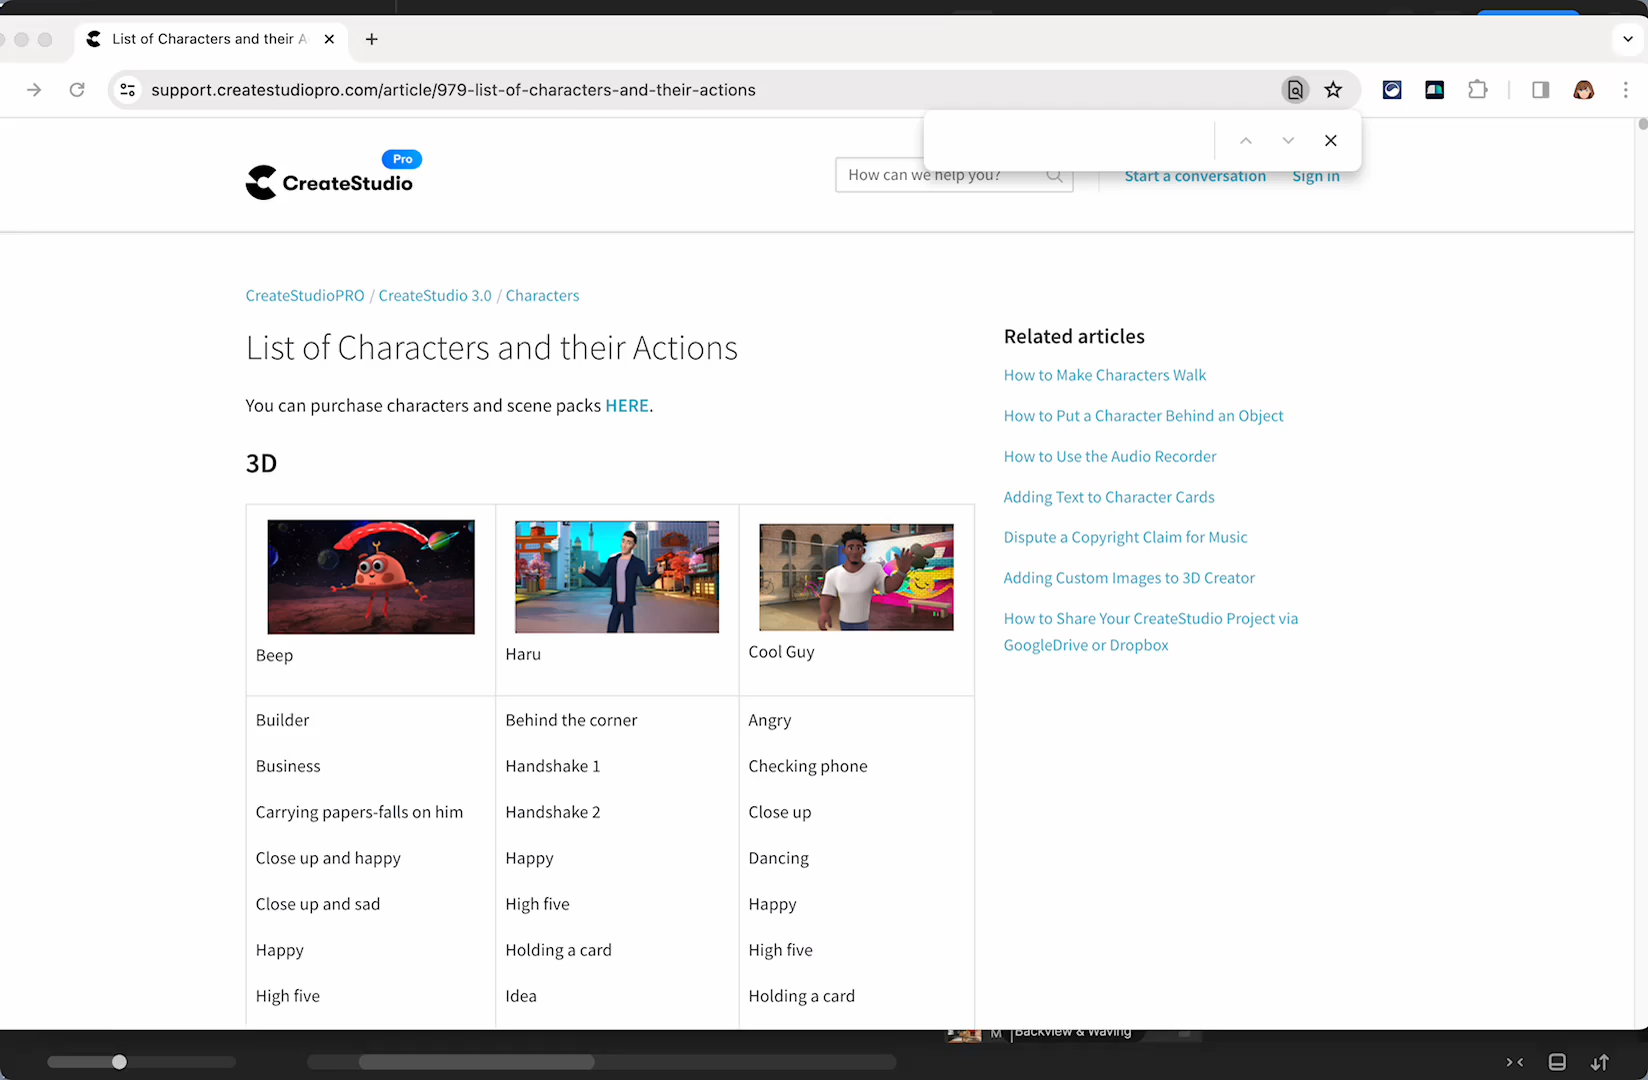 List of Characters and their A
support.createstudiopro.com/article/979-list-of-characters-and-their-actions
Pro
CreateStudio
How can we help you?
Start a conversation
Sign in
CreateStudioPRO / CreateStudio 3.0 / Characters
List of Characters and their Actions
You can purchase characters and scene packs HERE.
3D
Beep
Haru
Cool Guy
Builder
Behind the corner
Angry
Business
Handshake 1
Checking phone
Carrying papers-falls on him
Handshake 2
Close up
Close up and happy
Happy
Dancing
Close up and sad
High five
Happy
Happy
Holding a card
High five
High five
Idea
Holding a card
Related articles
How to Make Characters Walk
How to Put a Character Behind an Object
How to Use the Audio Recorder
Adding Text to Character Cards
Dispute a Copyright Claim for Music
Adding Custom Images to 3D Creator
How to Share Your CreateStudio Project via
GoogleDrive or Dropbox
M
Backview & Waving